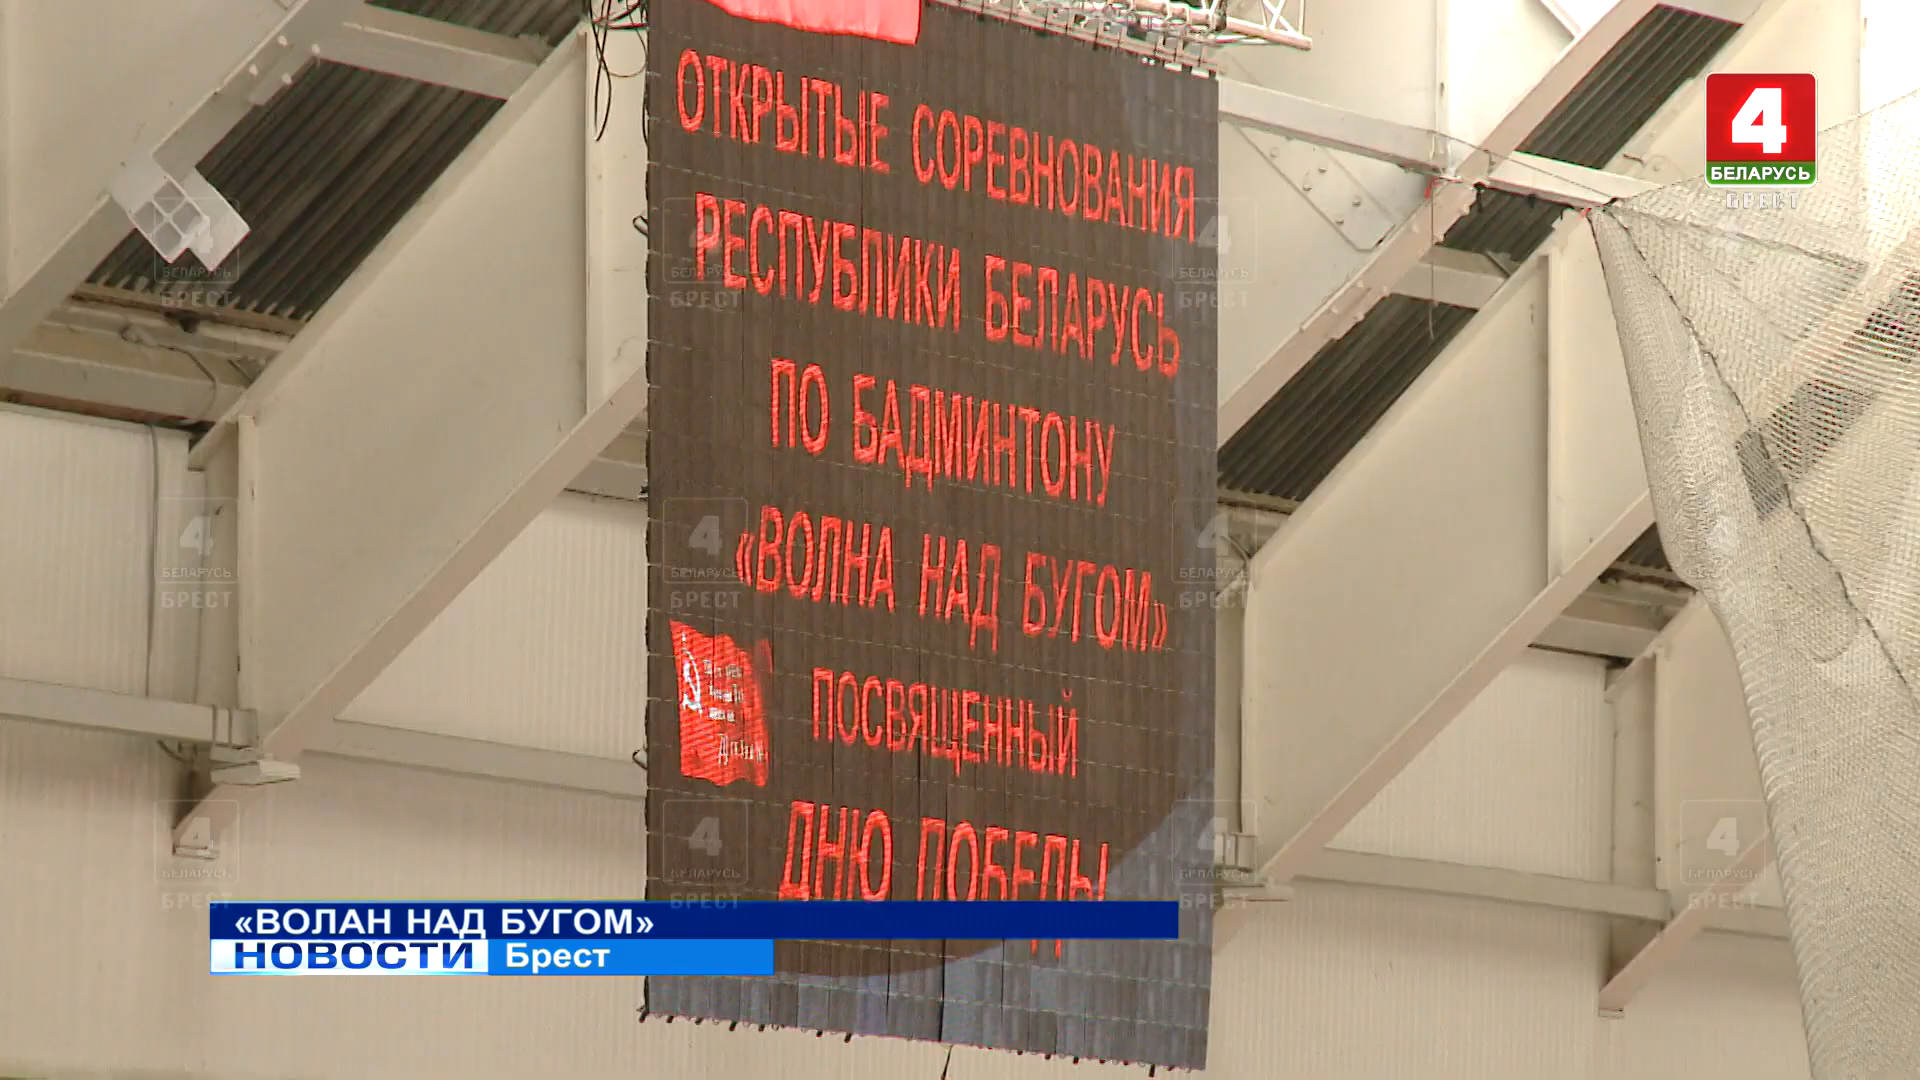 ОТКРЫТЫЕ СОРЕВНОВАНИЯ
РЕСПУБЛИКИ БЕЛАРУСЬ
ПО БАДМИНТОНУ
«ВОЛНА НАД БУГОМ»
ПОСВЯЩЕННЫЙ
ДНЮ ПОБЕДЫ
4
БЕЛАРУСЬ
БРЕСТ
«ВОЛАН НАД БУГОМ»
НОВОСТИ Брест